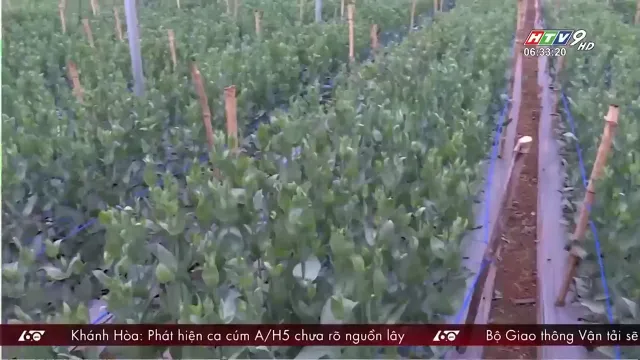 HTV9 HD
06:33:20
Khánh Hòa: Phát hiện ca cúm A/H5 chưa rõ nguồn lây
Bộ Giao thông Vận tải sẽ